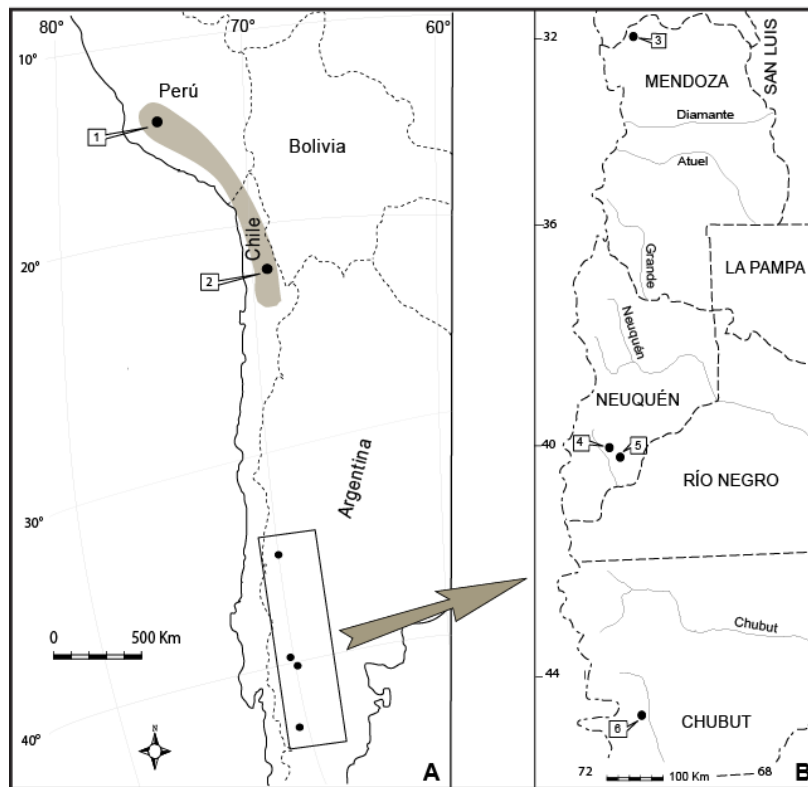 80°
70°
60°
10°
Perú
1
Bolivia
Chile
20°
2
Argentina
30°
0 500 Km
N
40°
A
32
3
MENDOZA
SAN LUIS
Diamante
Atuel
36
Grande
LA PAMPA
Neuquén
NEUQUÉN
40
4
5
RÍO NEGRO
Chubut
44
6
CHUBUT
72
100 Km
68
B